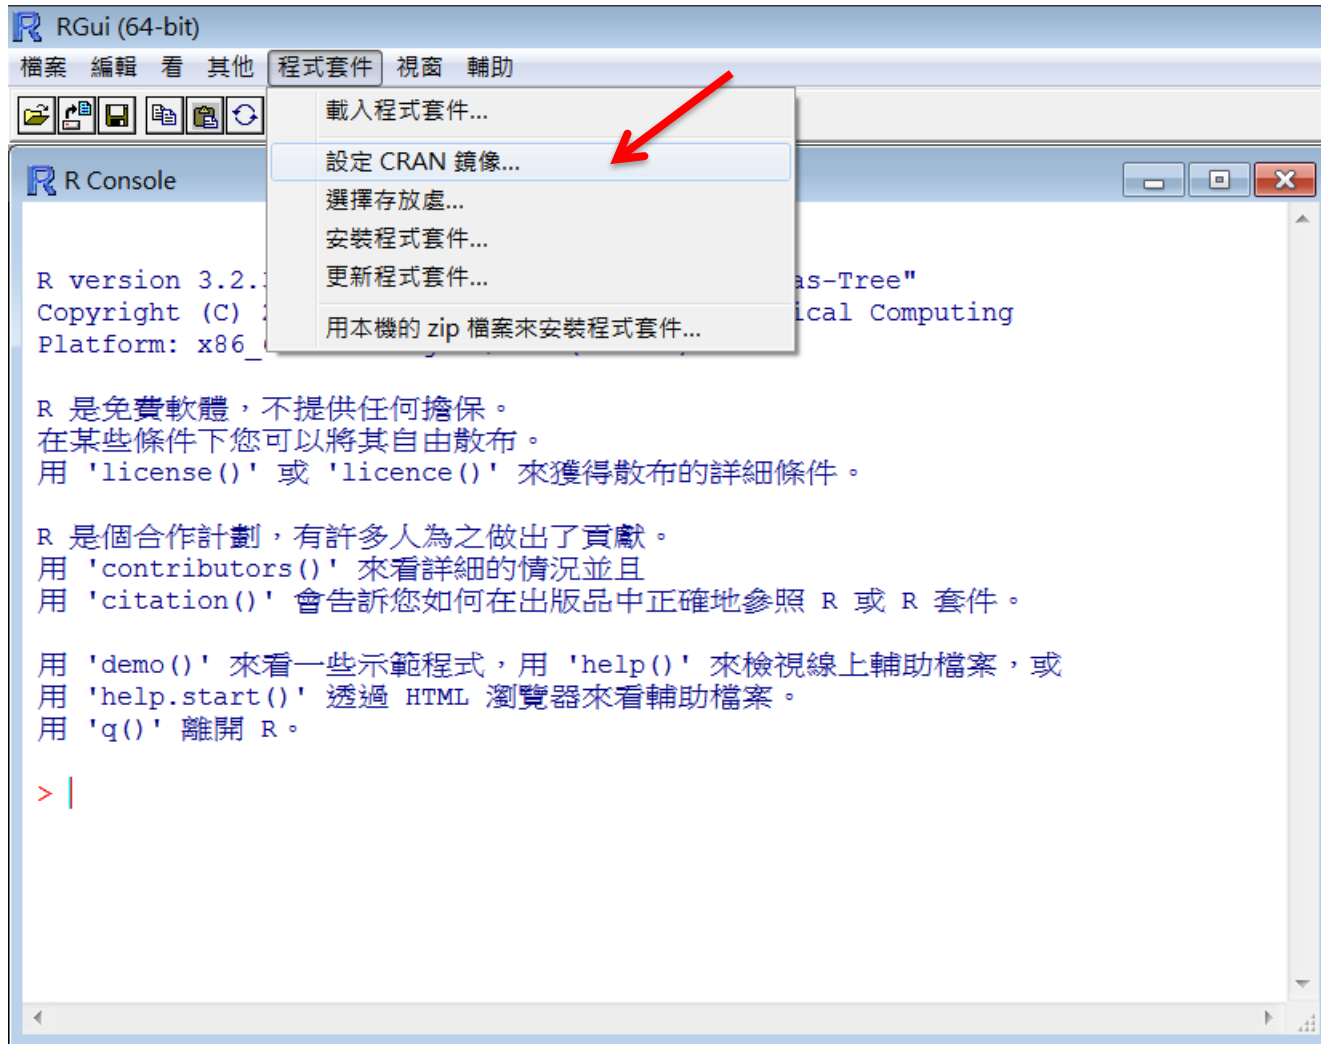 RGui (64-bit)
檔案 編輯 看 其他 程式套件 視窗 輔助
載入程式套件...
設定 CRAN 鏡像...
選擇存放處...
安裝程式套件...
更新程式套件...
用本機的 zip 檔案來安裝程式套件...
R Console
R version 3.2. as-Tree"
Copyright (C) ical Computing
Platform: x86_
R 是免費軟體，不提供任何擔保。
在某些條件下您可以將其自由散布。
用 'license()' 或 'licence()' 來獲得散布的詳細條件。
R 是個合作計劃，有許多人為之做出了貢獻。
用 'contributors()' 來看詳細的情況並且
用 'citation()' 會告訴您如何在出版品中正確地參照 R 或 R 套件。
用 'demo()' 來看一些示範程式，用 'help()' 來檢視線上輔助檔案，或
用 'help.start()' 透過 HTML 瀏覽器來看輔助檔案。
用 'q()' 離開 R。
>